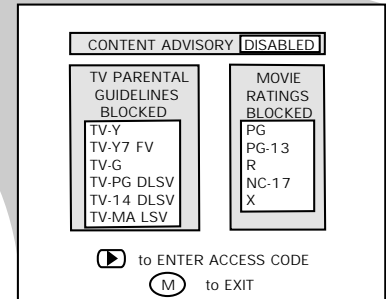 CONTENT ADVISORY DISABLED
TV PARENTAL
GUIDELINES
BLOCKED
TV-Y
TV-Y7 FV
TV-G
TV-PG DLSV
TV-14 DLSV
TV-MA LSV
MOVIE
RATINGS
BLOCKED
PG
PG-13
R
NC-17
X
to ENTER ACCESS CODE
M to EXIT